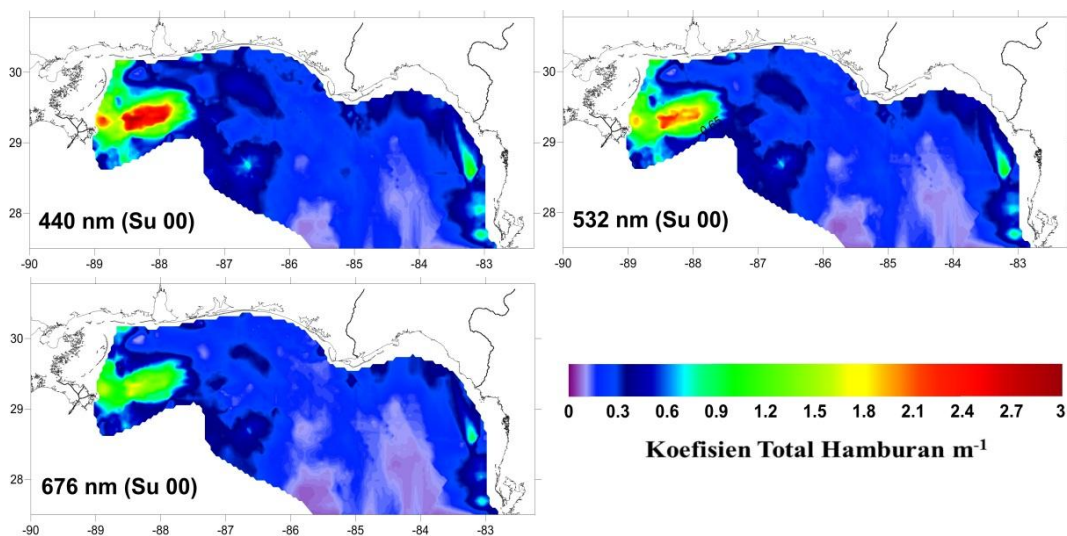 30
29
28
440 nm (Su 00)
-90 -89 -88 -87 -86 -85 -84 -83
30
29
28
0.65
532 nm (Su 00)
-90 -89 -88 -87 -86 -85 -84 -83
30
29
28
676 nm (Su 00)
-90 -89 -88 -87 -86 -85 -84 -83
0 0.3 0.6 0.9 1.2 1.5 1.8 2.1 2.4 2.7 3
Koefisien Total Hamburan m⁻¹